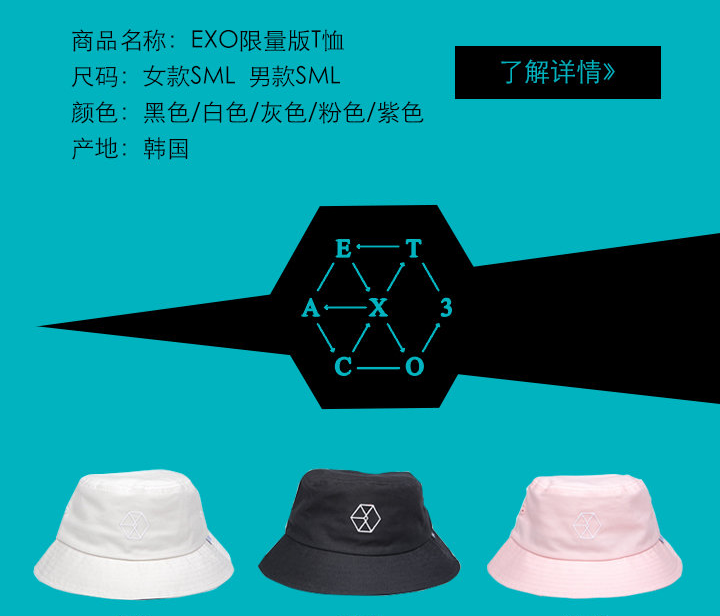 商品名称：EXO限量版T恤
尺码：女款SML 男款SML
颜色：黑色/白色/灰色/粉色/紫色
产地：韩国
了解详情》
E T
A X 3
C O